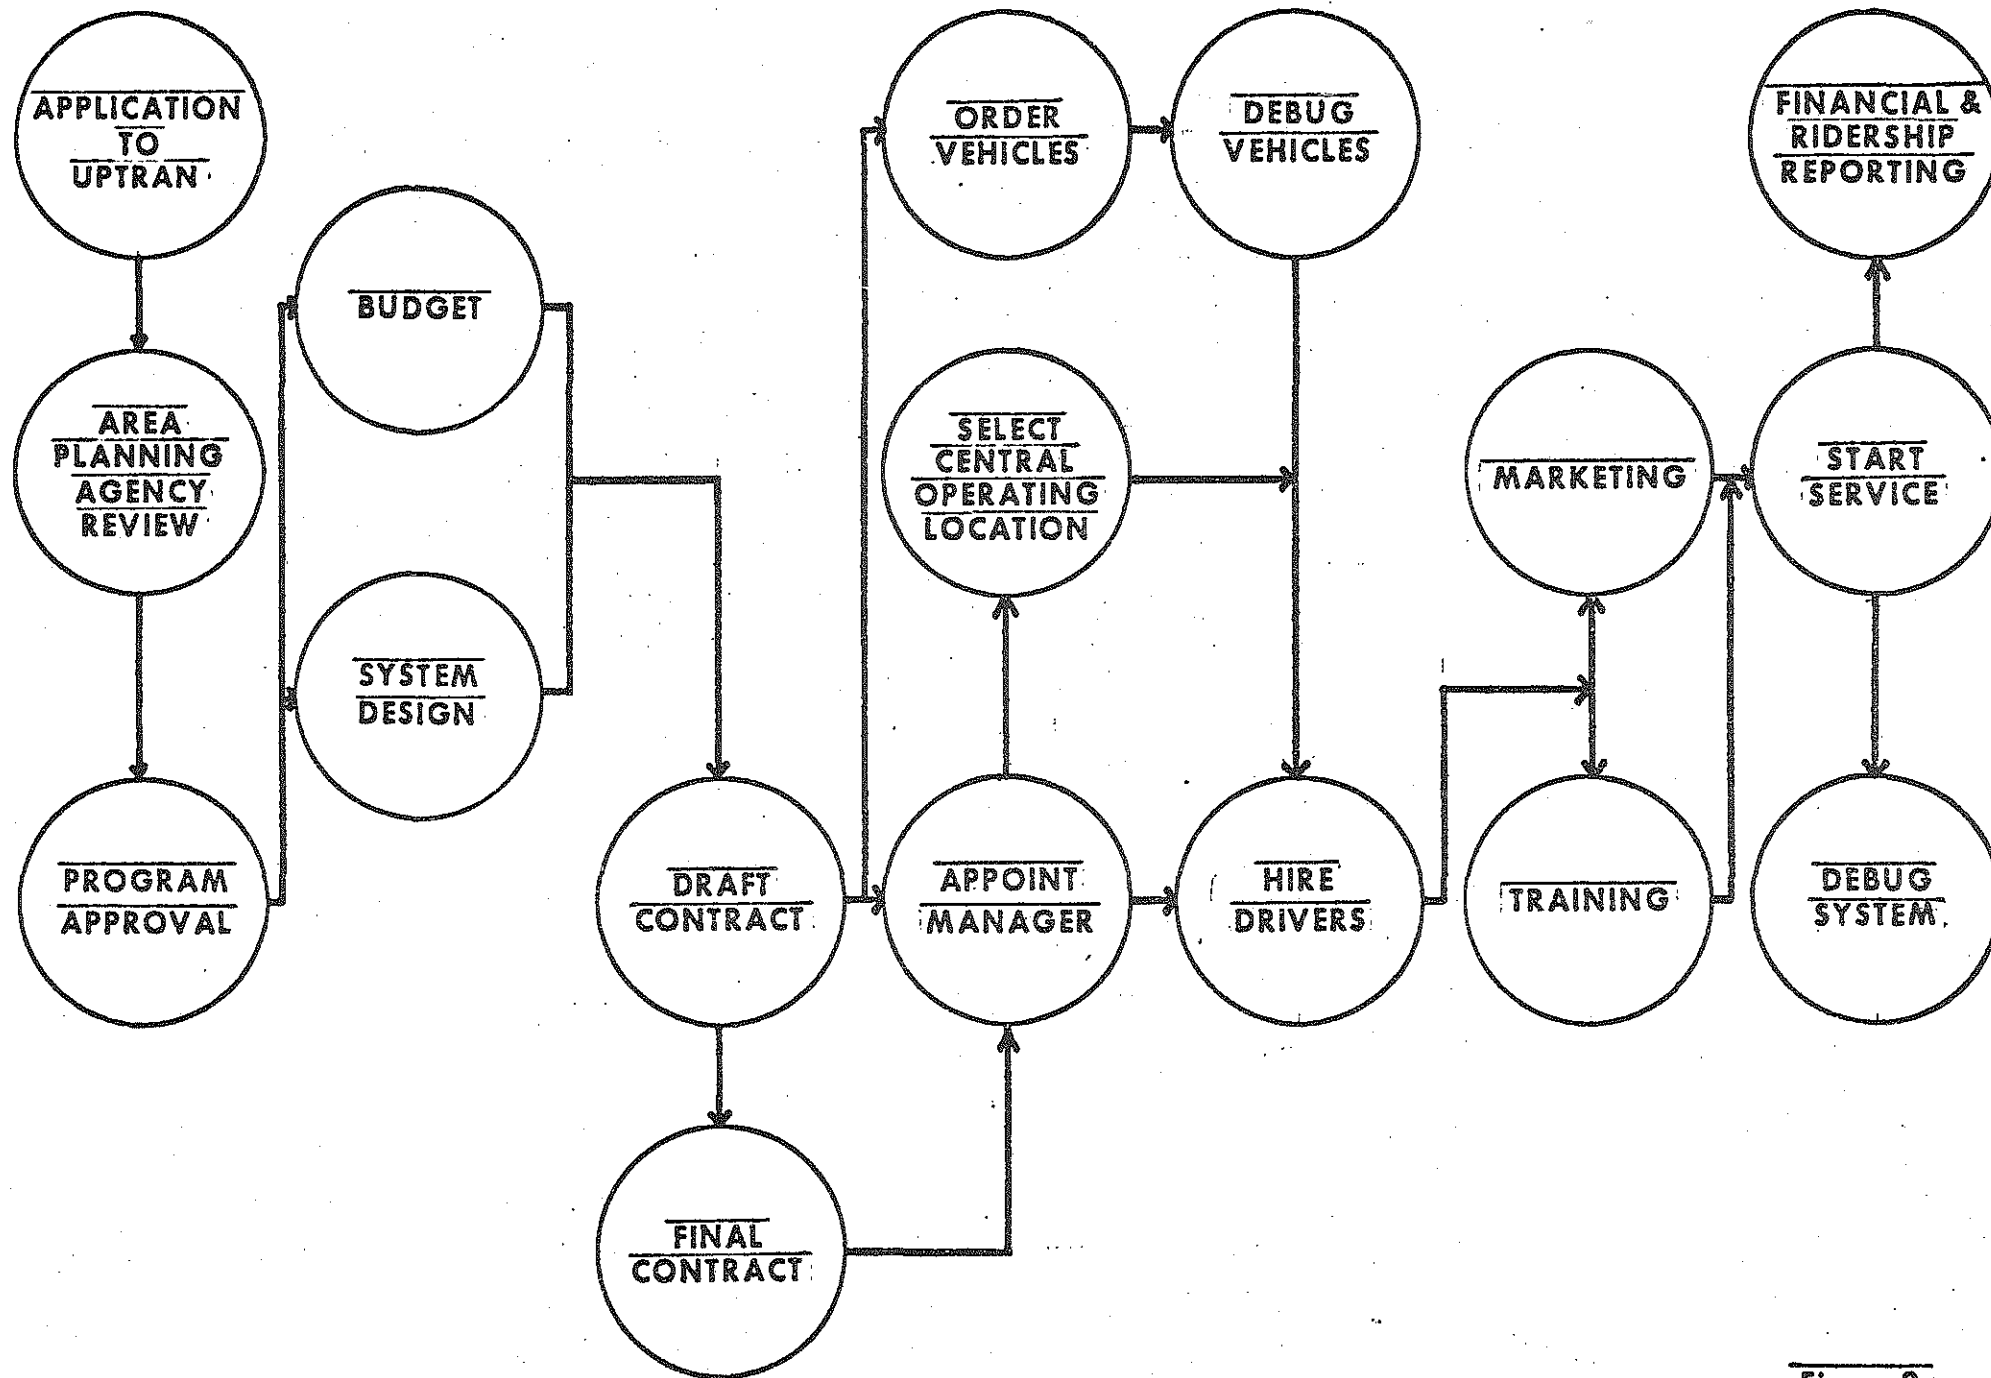 APPLICATION
TO
UPTRAN
AREA
PLANNING
AGENCY
REVIEW
PROGRAM
APPROVAL
BUDGET
SYSTEM
DESIGN
DRAFT
CONTRACT
FINAL
CONTRACT
ORDER
VEHICLES
DEBUG
VEHICLES
SELECT
CENTRAL
OPERATING
LOCATION
APPOINT
MANAGER
HIRE
DRIVERS
MARKETING
TRAINING
FINANCIAL &
RIDERSHIP
REPORTING
START
SERVICE
DEBUG
SYSTEM